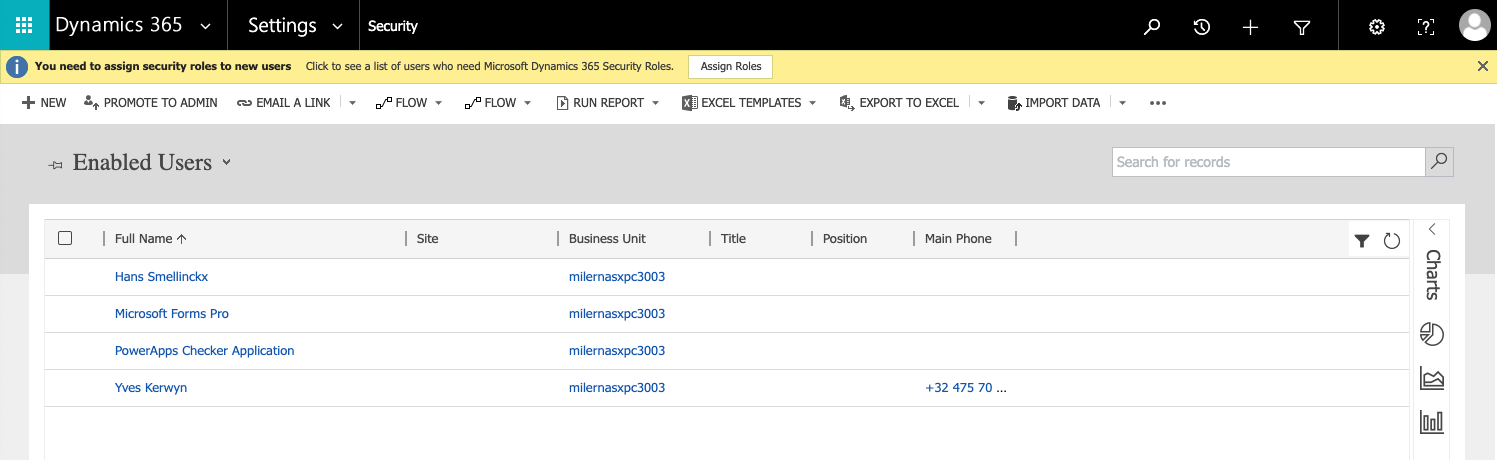 Dynamics 365 Settings Security
You need to assign security roles to new users Click to see a list of users who need Microsoft Dynamics 365 Security Roles. Assign Roles
NEW PROMOTE TO ADMIN EMAIL A LINK FLOW FLOW RUN REPORT EXCEL TEMPLATES EXPORT TO EXCEL IMPORT DATA
Enabled Users Search for records
Full Name Site Business Unit Title Position Main Phone
Hans Smellinckx milernasxpc3003
Microsoft Forms Pro milernasxpc3003
PowerApps Checker Application milernasxpc3003
Yves Kerwyn milernasxpc3003 +32 475 70 ...
Charts